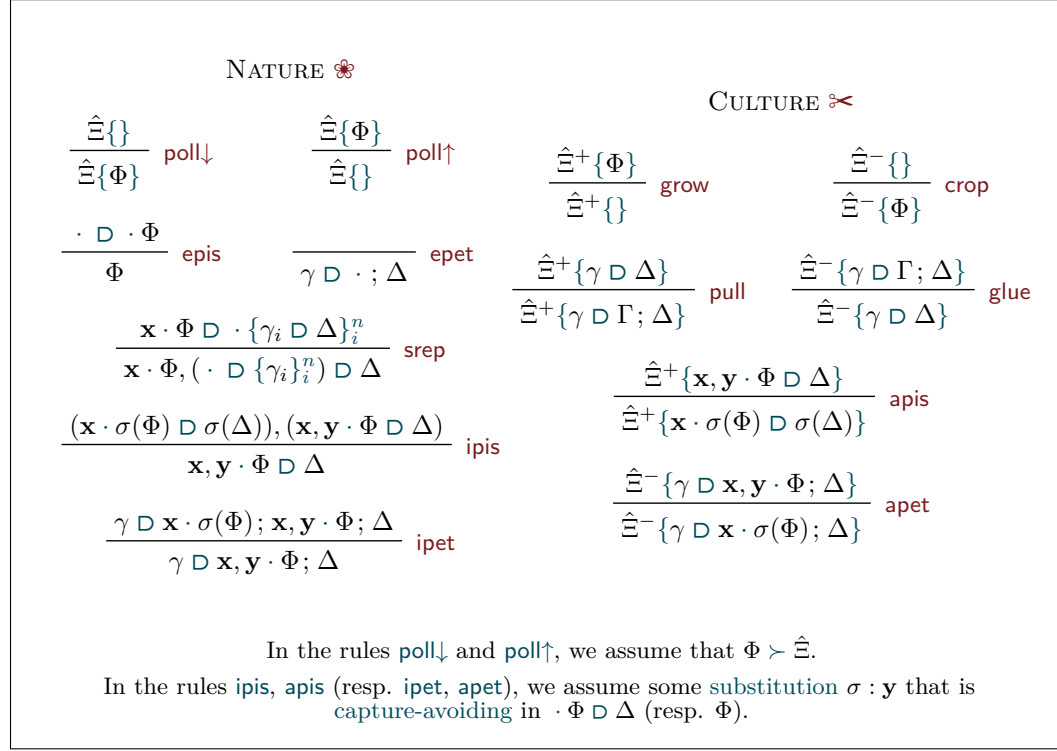 NATURE ❀
Ξ̂{}
Ξ̂{Φ}
poll↓
Ξ̂{Φ}
Ξ̂{}
poll↑
· ᗞ · Φ
Φ
epis
γ ᗞ · ; Δ
epet
x · Φ ᗞ · {γᵢ ᗞ Δ}ᵢⁿ
x · Φ, ( · ᗞ {γᵢ}ᵢⁿ) ᗞ Δ
srep
(x · σ(Φ) ᗞ σ(Δ)), (x, y · Φ ᗞ Δ)
x, y · Φ ᗞ Δ
ipis
γ ᗞ x · σ(Φ) ; x, y · Φ ; Δ
γ ᗞ x, y · Φ ; Δ
ipet
CULTURE ✂
Ξ̂⁺{Φ}
Ξ̂⁺{}
grow
Ξ̂⁻{}
Ξ̂⁻{Φ}
crop
Ξ̂⁺{γ ᗞ Δ}
Ξ̂⁺{γ ᗞ Γ ; Δ}
pull
Ξ̂⁻{γ ᗞ Γ ; Δ}
Ξ̂⁻{γ ᗞ Δ}
glue
Ξ̂⁺{x, y · Φ ᗞ Δ}
Ξ̂⁺{x · σ(Φ) ᗞ σ(Δ)}
apis
Ξ̂⁻{γ ᗞ x, y · Φ ; Δ}
Ξ̂⁻{γ ᗞ x · σ(Φ) ; Δ}
apet
In the rules poll↓ and poll↑, we assume that Φ ≻ Ξ̂.
In the rules ipis, apis (resp. ipet, apet), we assume some substitution σ : y that is
capture-avoiding in · Φ ᗞ Δ (resp. Φ).